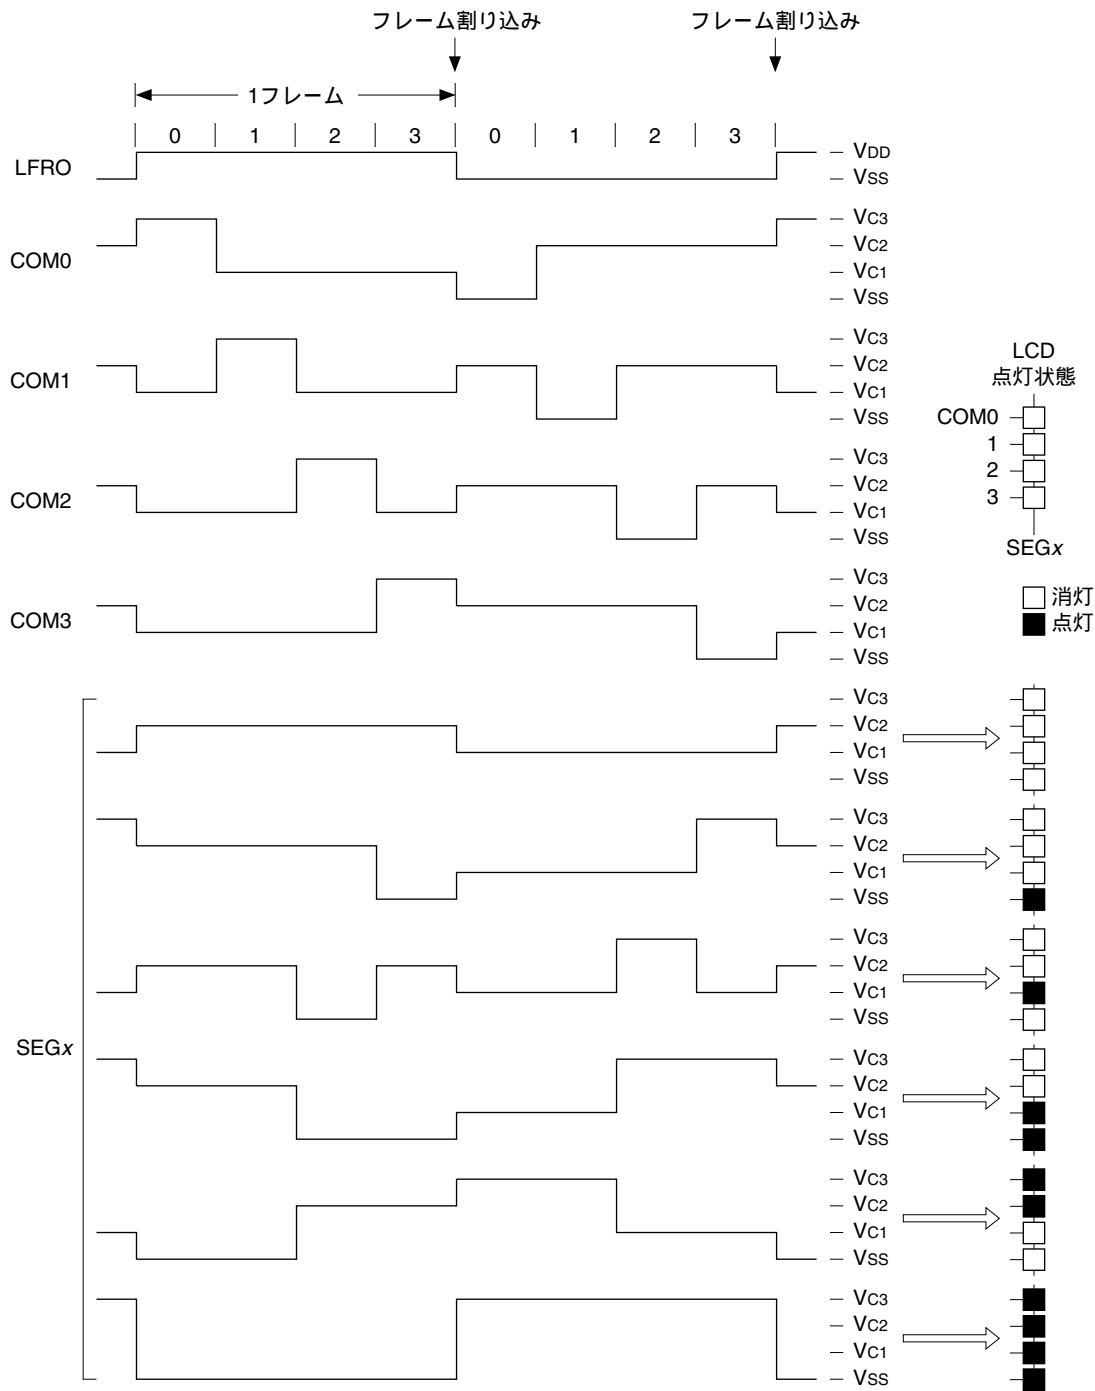 フレーム割り込み フレーム割り込み
1フレーム
0 1 2 3 0 1 2 3
LFRO
VDD
VSS
COM0
VC3
VC2
VC1
VSS
COM1
VC3
VC2
VC1
VSS
COM2
VC3
VC2
VC1
VSS
COM3
VC3
VC2
VC1
VSS
LCD
点灯状態
COM0
1
2
3
SEGx
消灯
点灯
SEGx
VC3
VC2
VC1
VSS
VC3
VC2
VC1
VSS
VC3
VC2
VC1
VSS
VC3
VC2
VC1
VSS
VC3
VC2
VC1
VSS
VC3
VC2
VC1
VSS